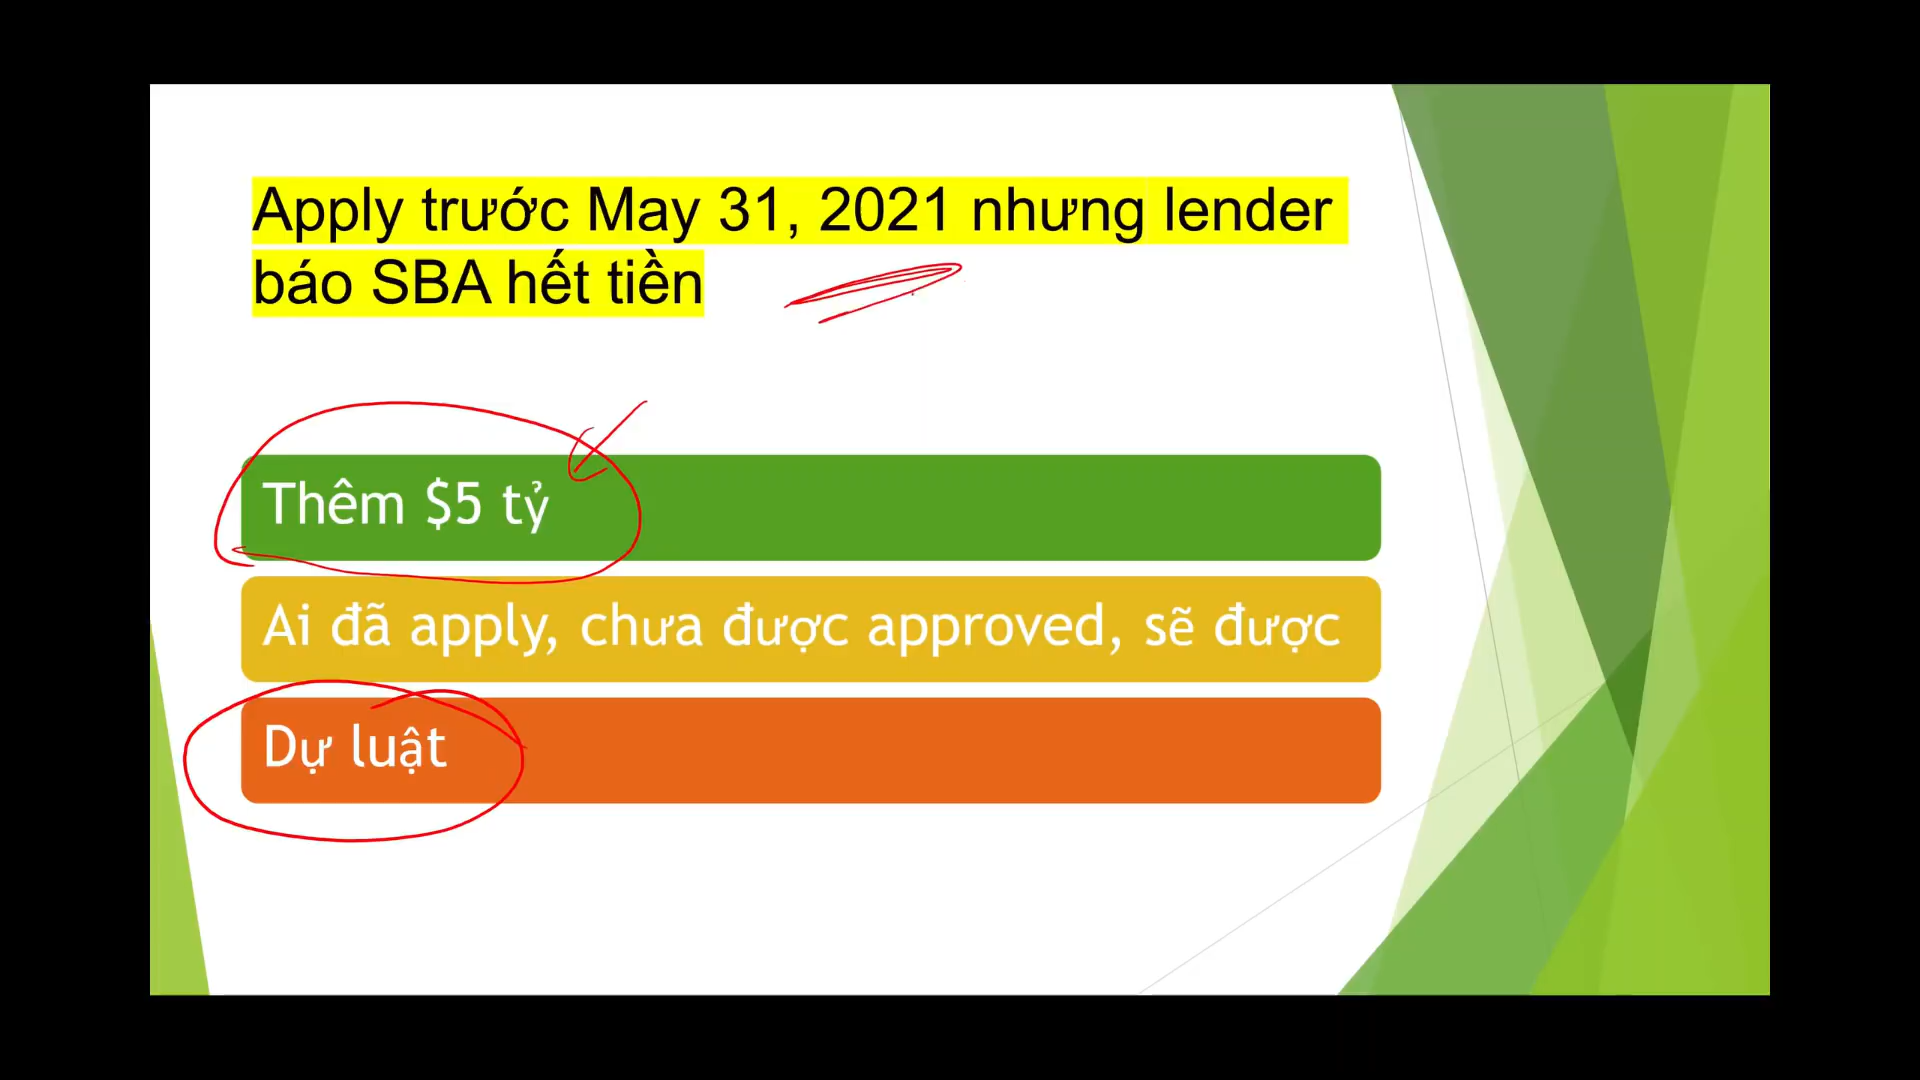 Apply trước May 31, 2021 nhưng lender
báo SBA hết tiền
Thêm $5 tỷ
Ai đã apply, chưa được approved, sẽ được
Dự luật